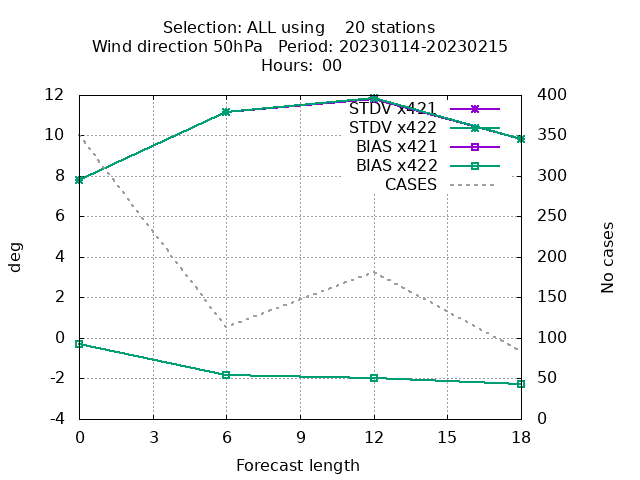 Selection: ALL using    20 stations
Wind direction 50hPa   Period: 20230114-20230215
Hours:  00
12 400
STDV x421
10 350
STDV x422
BIAS x421
8 300
BIAS x422
CASES
6 250
deg
4 200
No cases
2 150
0 100
-2 50
-4 0
0 3 6 9 12 15 18
Forecast length